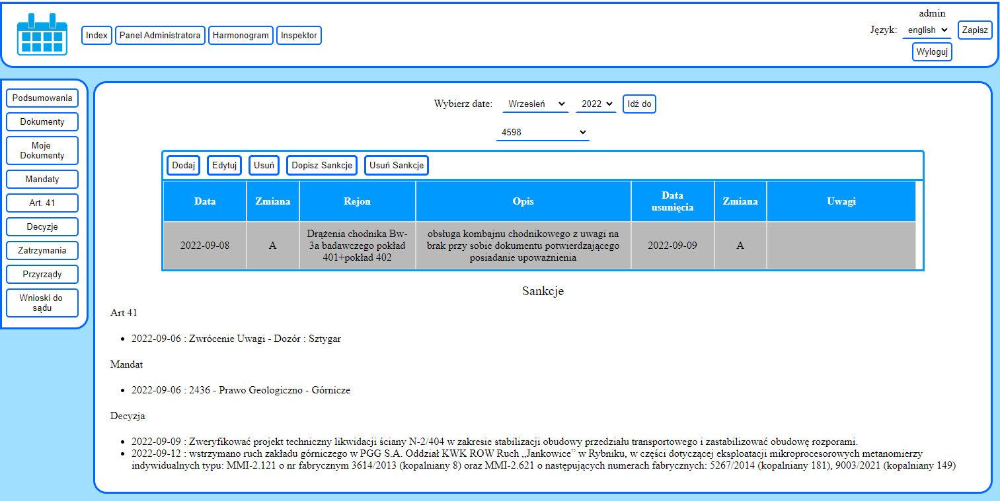 Index Panel Administratora Harmonogram Inspektor
admin
Język: english Zapisz
Wyloguj
Podsumowania
Dokumenty
Moje
Dokumenty
Mandaty
Art. 41
Decyzje
Zatrzymania
Przyrządy
Wnioski do
sądu
Wybierz date: Wrzesień 2022 Idź do
4598
Dodaj Edytuj Usuń Dopisz Sankcje Usuń Sankcje
Data Zmiana Rejon Opis Data usunięcia Zmiana Uwagi
2022-09-08 A
Drążenia chodnika Bw-
3a badawczego pokład
401+pokład 402
obsługa kombajnu chodnikowego z uwagi na
brak przy sobie dokumentu potwierdzającego
posiadanie upoważnienia
2022-09-09 A
Sankcje
Art 41
• 2022-09-06 : Zwrócenie Uwagi - Dozór : Sztygar
Mandat
• 2022-09-06 : 2436 - Prawo Geologiczno - Górnicze
Decyzja
• 2022-09-09 : Zweryfikować projekt techniczny likwidacji ściany N-2/404 w zakresie stabilizacji obudowy przedziału transportowego i zastabilizować obudowę rozporami.
• 2022-09-12 : wstrzymano ruch zakładu górniczego w PGG S.A. Oddział KWK ROW Ruch „Jankowice” w Rybniku, w części dotyczącej eksploatacji mikroprocesorowych metanomierzy
indywidualnych typu: MMI-2.121 o nr fabrycznym 3614/2013 (kopalniany 8) oraz MMI-2.621 o następujących numerach fabrycznych: 5267/2014 (kopalniany 181), 9003/2021 (kopalniany 149)